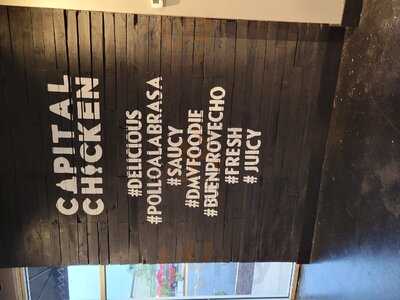 CAPITAL
CHICKEN
#DELICIOUS
#POLLOALABRASA
#SAUCY
#DMVFOODIE
#BUENPROVECHO
#FRESH
#JUICY